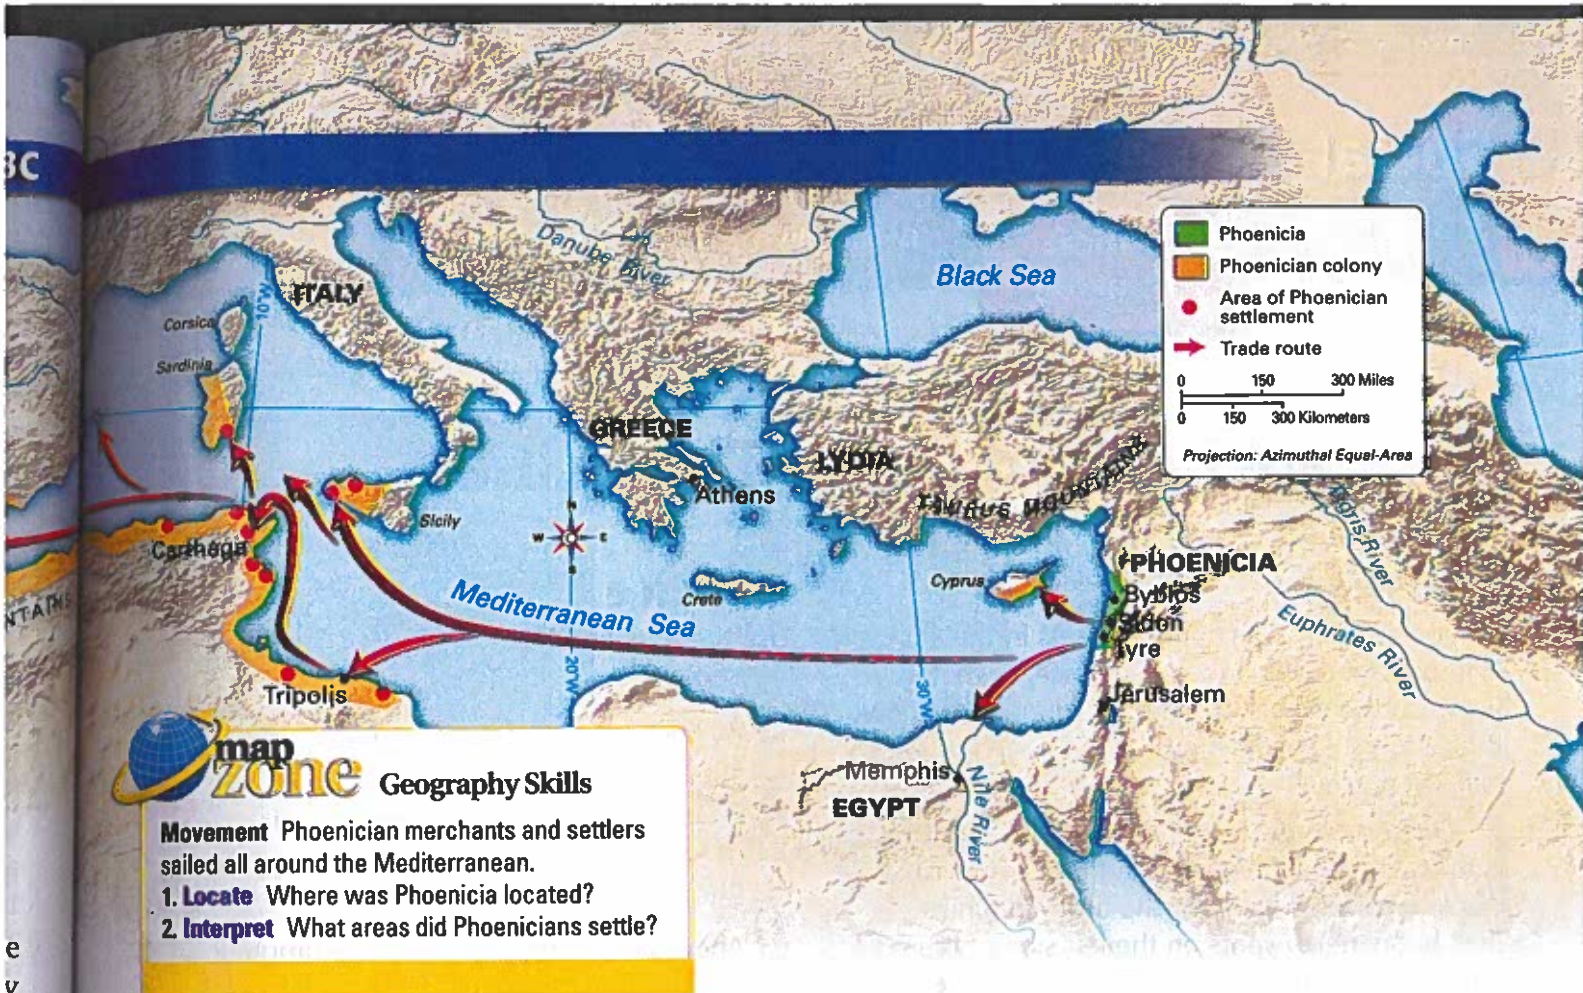 BC
ITALY
Corsica
Sardinia
Danube River
Black Sea
Phoenicia
Phoenician colony
Area of Phoenician
settlement
Trade route
0 150 300 Miles
0 150 300 Kilometers
Projection: Azimuthal Equal-Area
GREECE
LYDIA
Athens
TAURUS MOUNTAINS
Sicily
Carthage
N
W E
S
Crete
Cyprus
Mediterranean Sea
PHOENICIA
Byblos
Sidon
Tyre
Jerusalem
Tigris River
Euphrates River
10°W
20°W
30°W
Tripolis
Memphis
EGYPT
Nile River
map
zone Geography Skills
Movement Phoenician merchants and settlers
sailed all around the Mediterranean.
1. Locate Where was Phoenicia located?
2. Interpret What areas did Phoenicians settle?
e